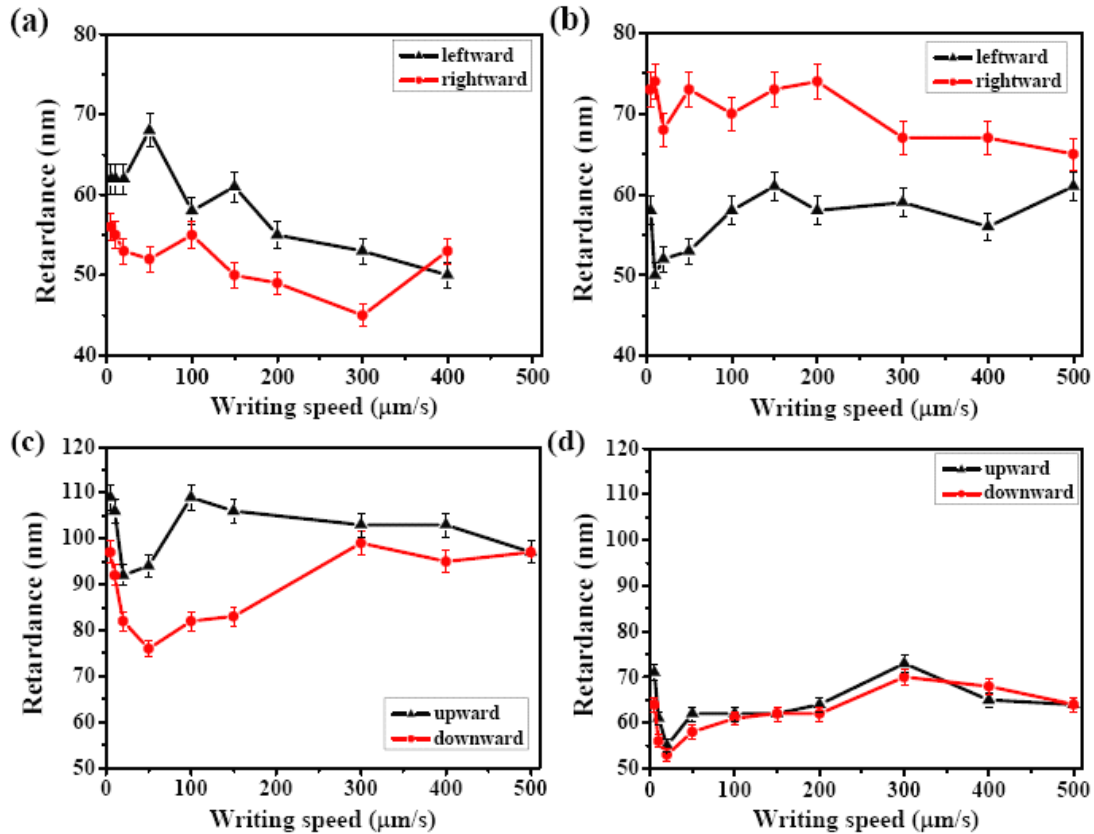 (a)
80
70
60
50
40
Retardance (nm)
leftward
rightward
0 100 200 300 400 500
Writing speed (μm/s)
(b)
80
70
60
50
40
Retardance (nm)
leftward
rightward
0 100 200 300 400 500
Writing speed (μm/s)
(c)
120
110
100
90
80
70
60
50
Retardance (nm)
upward
downward
0 100 200 300 400 500
Writing speed (μm/s)
(d)
120
110
100
90
80
70
60
50
Retardance (nm)
upward
downward
0 100 200 300 400 500
Writing speed (μm/s)